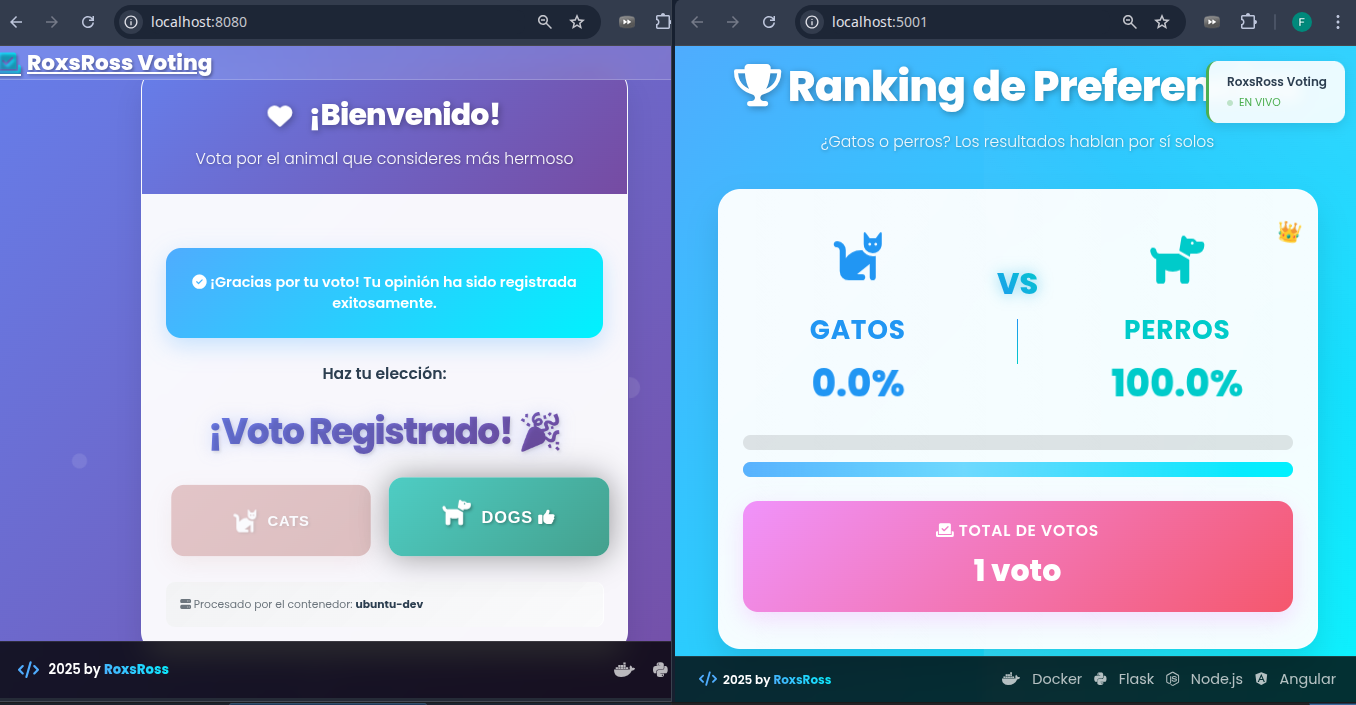 localhost:8080
RoxsRoss Voting
¡Bienvenido!
Vota por el animal que consideres más hermoso
¡Gracias por tu voto! Tu opinión ha sido registrada
exitosamente.
Haz tu elección:
¡Voto Registrado!
CATS
DOGS
Procesado por el contenedor: ubuntu-dev
2025 by RoxsRoss
localhost:5001
F
Ranking de Preferen
RoxsRoss Voting
EN VIVO
¿Gatos o perros? Los resultados hablan por sí solos
GATOS
0.0%
VS
PERROS
100.0%
TOTAL DE VOTOS
1 voto
2025 by RoxsRoss
Docker Flask Node.js Angular